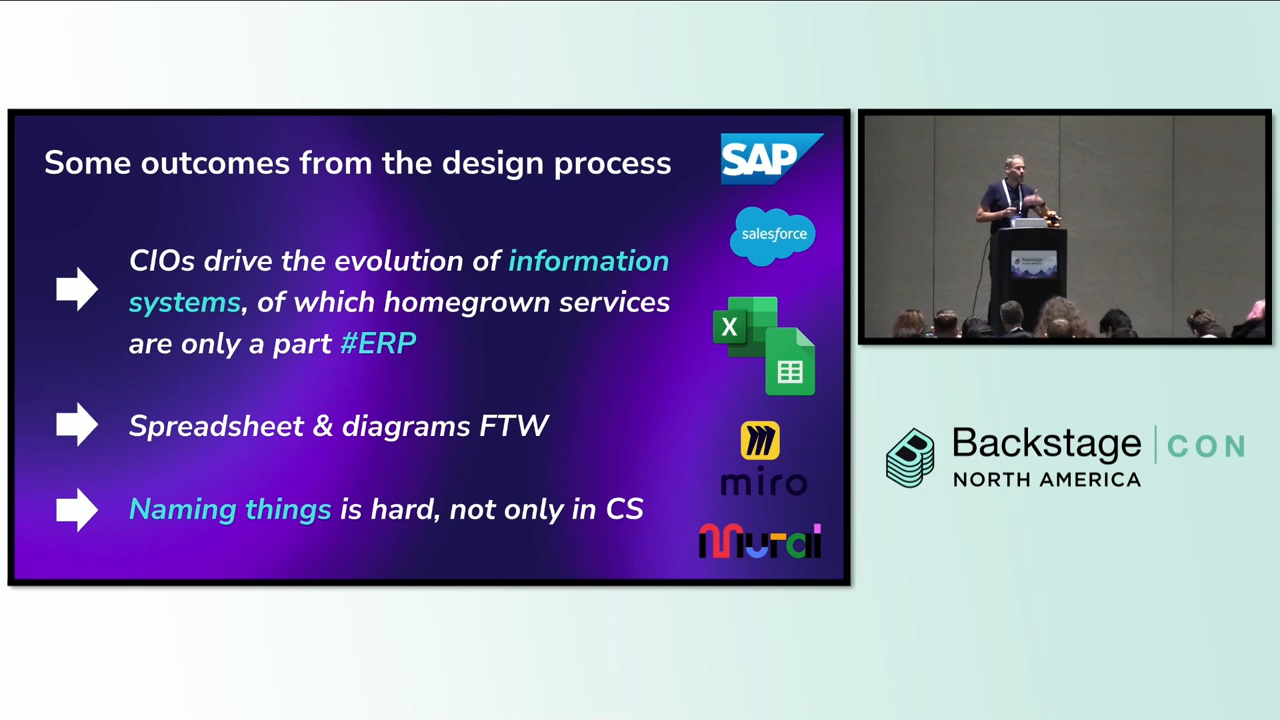 Some outcomes from the design process
CIOs drive the evolution of information
systems, of which homegrown services
are only a part #ERP
Spreadsheet & diagrams FTW
Naming things is hard, not only in CS
SAP
salesforce
X
miro
Mural
Backstage CON
NORTH AMERICA
Backstage